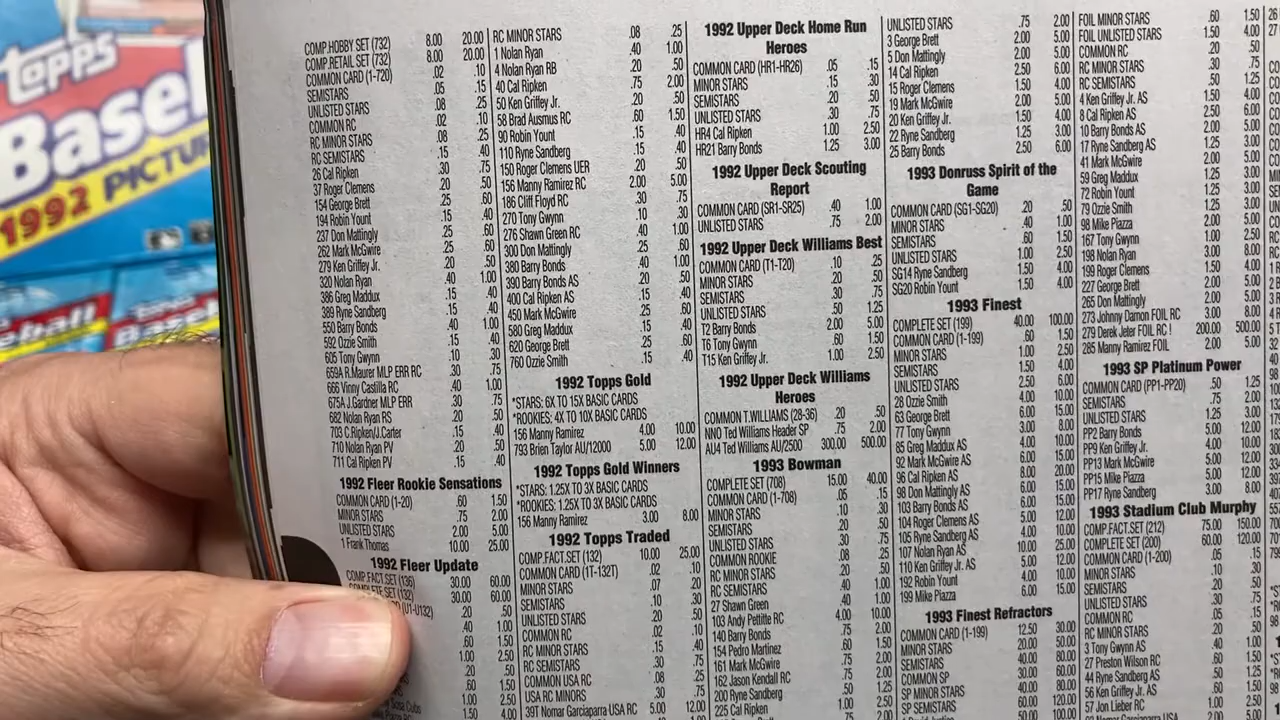 topps
Baseball
1992 PICTU
COMP.HOBBY SET (732) 8.00 20.00
COMP.RETAIL SET (732) 8.00 20.00
COMMON CARD (1-720) .02 .10
SEMISTARS .05 .15
UNLISTED STARS .08 .25
COMMON RC .02 .10
RC MINOR STARS .08 .25
RC SEMISTARS .15 .40
26 Cal Ripken .30 .75
37 Roger Clemens .20 .50
154 George Brett .25 .60
194 Robin Yount .15 .40
237 Don Mattingly .25 .60
262 Mark McGwire .25 .60
279 Ken Griffey Jr. .20 .50
320 Nolan Ryan .40 1.00
386 Greg Maddux .15 .40
389 Ryne Sandberg .15 .40
550 Barry Bonds .40 1.00
592 Ozzie Smith .15 .40
605 Tony Gwynn .10 .30
659A R.Maurer MLP ERR RC .30 .75
666 Vinny Castilla RC .40 1.00
675A J.Gardner MLP ERR .30 .75
682 Nolan Ryan RS .20 .50
703 C.Ripken/J.Carter .15 .40
710 Nolan Ryan PV .20 .50
711 Cal Ripken PV .15 .40
1992 Fleer Rookie Sensations
COMMON CARD (1-20) .60 1.50
MINOR STARS .75 2.00
UNLISTED STARS 2.00 5.00
1 Frank Thomas 10.00 25.00
1992 Fleer Update
COMP.FACT.SET (136) 30.00 60.00
COMPLETE SET (132) 30.00 60.00
(U1-U132) .20 .50
.40 1.00
.60 1.50
1.00 2.50
RC MINOR STARS .08 .25
1 Nolan Ryan .40 1.00
4 Nolan Ryan RB .20 .50
40 Cal Ripken .75 2.00
50 Ken Griffey Jr. .20 .50
58 Brad Ausmus RC .60 1.50
90 Robin Yount .15 .40
110 Ryne Sandberg .15 .40
150 Roger Clemens UER .20 .50
156 Manny Ramirez RC 2.00 5.00
186 Cliff Floyd RC .30 .75
270 Tony Gwynn .10 .30
276 Shawn Green RC .40 1.00
300 Don Mattingly .25 .60
380 Barry Bonds .40 1.00
390 Barry Bonds AS .20 .50
400 Cal Ripken AS .15 .40
450 Mark McGwire .25 .60
580 Greg Maddux .15 .40
620 George Brett .25 .60
760 Ozzie Smith .15 .40
1992 Topps Gold
*STARS: 6X TO 15X BASIC CARDS
*ROOKIES: 4X TO 10X BASIC CARDS
156 Manny Ramirez 4.00 10.00
793 Brien Taylor AU/12000 5.00 12.00
1992 Topps Gold Winners
*STARS: 1.25X TO 3X BASIC CARDS
*ROOKIES: 1.25X TO 3X BASIC CARDS
156 Manny Ramirez 3.00 8.00
1992 Topps Traded
COMP.FACT.SET (132) 10.00 25.00
COMMON CARD (1T-132T) .02 .10
MINOR STARS .07 .20
SEMISTARS .10 .30
UNLISTED STARS .20 .50
COMMON RC .02 .10
RC MINOR STARS .15 .40
RC SEMISTARS .30 .75
COMMON USA RC .08 .25
USA RC MINORS .30 .75
39T Nomar Garciaparra USA RC 5.00 12.00
1992 Upper Deck Home Run
Heroes
COMMON CARD (HR1-HR26) .05 .15
MINOR STARS .15 .30
SEMISTARS .20 .50
UNLISTED STARS .30 .75
HR4 Cal Ripken 1.00 2.50
HR21 Barry Bonds 1.25 3.00
1992 Upper Deck Scouting
Report
COMMON CARD (SR1-SR25) .40 1.00
UNLISTED STARS .75 2.00
1992 Upper Deck Williams Best
COMMON CARD (T1-T20) .10 .25
MINOR STARS .20 .50
SEMISTARS .30 .75
UNLISTED STARS .50 1.25
T2 Barry Bonds 2.00 5.00
T6 Tony Gwynn .60 1.50
T15 Ken Griffey Jr. 1.00 2.50
1992 Upper Deck Williams
Heroes
COMMON T.WILLIAMS (28-36) .20 .50
NNO Ted Williams Header SP .75 2.00
AU4 Ted Williams AU/2500 300.00 500.00
1993 Bowman
COMPLETE SET (708) 15.00 40.00
COMMON CARD (1-708) .05 .15
MINOR STARS .10 .30
SEMISTARS .20 .50
UNLISTED STARS .30 .75
COMMON ROOKIE .08 .25
RC MINOR STARS .20 .50
RC SEMISTARS .40 1.00
27 Shawn Green .40 1.00
103 Andy Pettitte RC 4.00 10.00
140 Barry Bonds .75 2.00
154 Pedro Martinez .60 1.50
161 Mark McGwire .75 2.00
162 Jason Kendall RC .75 2.00
200 Ryne Sandberg .50 1.25
225 Cal Ripken .75 2.00
UNLISTED STARS .75 2.00
3 George Brett 2.00 5.00
5 Don Mattingly 2.00 5.00
14 Cal Ripken 2.50 6.00
15 Roger Clemens 1.50 4.00
19 Mark McGwire 2.00 5.00
20 Ken Griffey Jr. 1.50 4.00
22 Ryne Sandberg 1.25 3.00
25 Barry Bonds 2.50 6.00
1993 Donruss Spirit of the
Game
COMMON CARD (SG1-SG20) .20 .50
MINOR STARS .40 1.00
SEMISTARS .60 1.50
UNLISTED STARS 1.00 2.50
SG14 Ryne Sandberg 1.50 4.00
SG20 Robin Yount 1.50 4.00
1993 Finest
COMPLETE SET (199) 40.00 100.00
COMMON CARD (1-199) .60 1.50
MINOR STARS 1.00 2.50
SEMISTARS 1.50 4.00
UNLISTED STARS 2.50 6.00
28 Ozzie Smith 4.00 10.00
63 George Brett 6.00 15.00
77 Tony Gwynn 3.00 8.00
85 Greg Maddux AS 4.00 10.00
92 Mark McGwire AS 6.00 15.00
96 Cal Ripken AS 8.00 20.00
98 Don Mattingly AS 6.00 15.00
103 Barry Bonds AS 6.00 15.00
104 Roger Clemens AS 5.00 12.00
105 Ryne Sandberg AS 4.00 10.00
107 Nolan Ryan AS 10.00 25.00
110 Ken Griffey Jr. AS 5.00 12.00
192 Robin Yount 4.00 10.00
199 Mike Piazza 6.00 15.00
1993 Finest Refractors
COMMON CARD (1-199) 12.50 30.00
MINOR STARS 20.00 50.00
SEMISTARS 40.00 80.00
COMMON SP 30.00 60.00
SP MINOR STARS 40.00 80.00
SP SEMISTARS 60.00 120.00
FOIL MINOR STARS .60 1.50
FOIL UNLISTED STARS 1.50 4.00
COMMON RC .20 .50
RC MINOR STARS .30 .75
RC SEMISTARS .50 1.25
4 Ken Griffey Jr. AS 1.50 4.00
8 Cal Ripken AS 2.50 6.00
10 Barry Bonds AS 2.00 5.00
17 Ryne Sandberg AS 1.25 3.00
41 Mark McGwire 2.00 5.00
59 Greg Maddux 1.25 3.00
72 Robin Yount 1.25 3.00
79 Ozzie Smith 1.25 3.00
98 Mike Piazza 2.00 5.00
167 Tony Gwynn 1.00 2.50
198 Nolan Ryan 3.00 8.00
199 Roger Clemens 1.50 4.00
227 George Brett 2.00 5.00
265 Don Mattingly 2.00 5.00
273 Johnny Damon FOIL RC 3.00 8.00
279 Derek Jeter FOIL RC ! 200.00 500.00
285 Manny Ramirez FOIL 2.00 5.00
1993 SP Platinum Power
COMMON CARD (PP1-PP20) .50 1.25
SEMISTARS .75 2.00
UNLISTED STARS 1.25 3.00
PP2 Barry Bonds 5.00 12.00
PP9 Ken Griffey Jr. 4.00 10.00
PP13 Mark McGwire 5.00 12.00
PP15 Mike Piazza 5.00 12.00
PP17 Ryne Sandberg 3.00 8.00
1993 Stadium Club Murphy
COMP.FACT.SET (212) 75.00 150.00
COMPLETE SET (200) 60.00 120.00
COMMON CARD (1-200) .05 .15
MINOR STARS .10 .30
SEMISTARS .20 .50
UNLISTED STARS .30 .75
COMMON RC .05 .15
RC MINOR STARS .20 .50
3 Tony Gwynn AS .40 1.00
27 Preston Wilson RC .60 1.50
44 Ryne Sandberg AS .50 1.25
56 Ken Griffey Jr. AS .60 1.50
57 Jon Lieber RC .20 .50